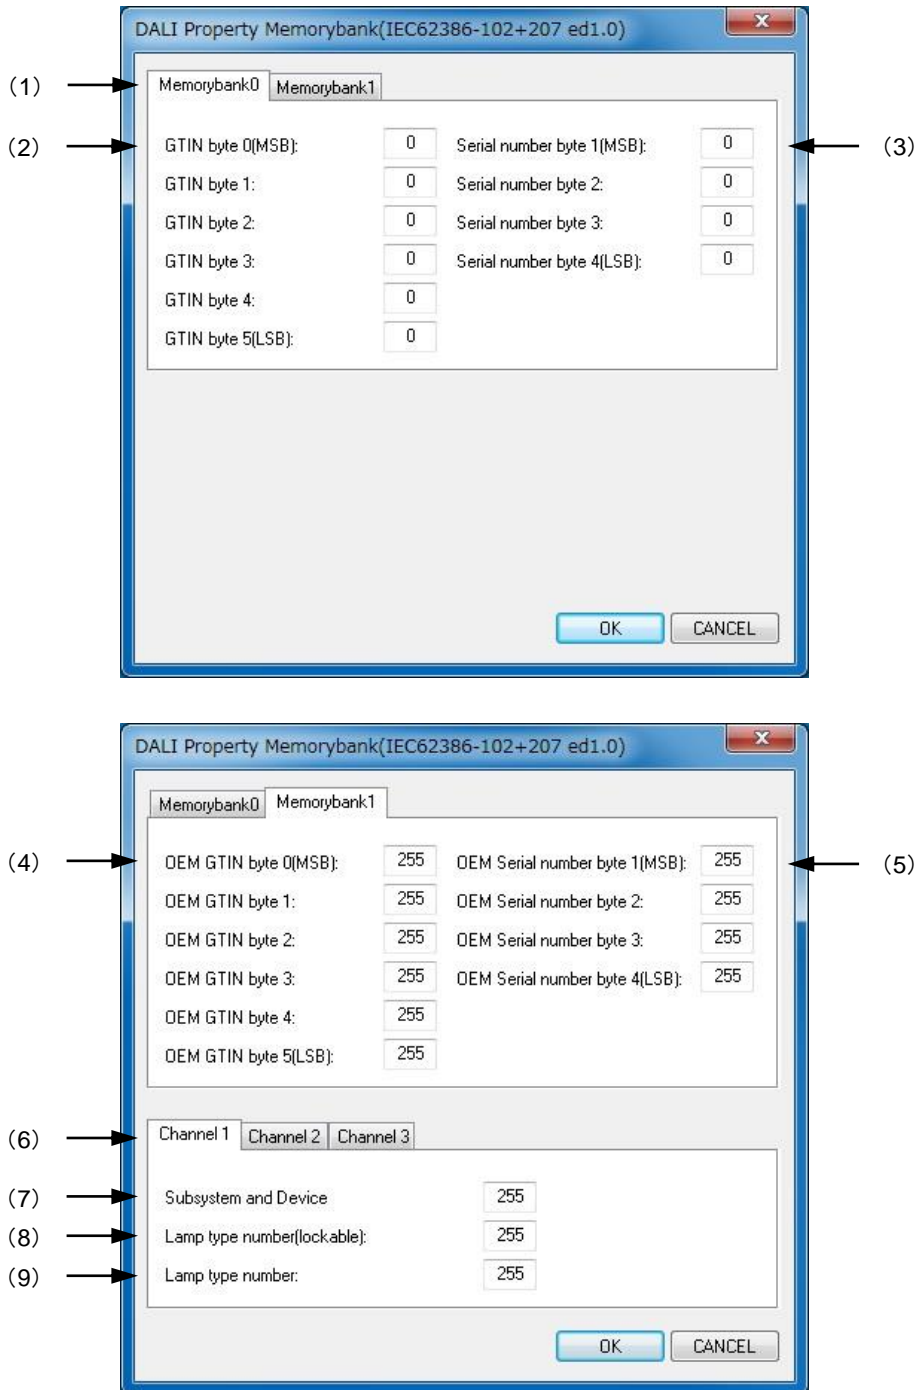 DALI Property Memorybank(IEC62386-102+207 ed1.0)
x
(1) Memorybank0 Memorybank1
(2) GTIN byte 0(MSB): 0 Serial number byte 1(MSB): 0 (3)
GTIN byte 1: 0 Serial number byte 2: 0
GTIN byte 2: 0 Serial number byte 3: 0
GTIN byte 3: 0 Serial number byte 4(LSB): 0
GTIN byte 4: 0
GTIN byte 5(LSB): 0
OK CANCEL
DALI Property Memorybank(IEC62386-102+207 ed1.0)
x
Memorybank0 Memorybank1
(4) OEM GTIN byte 0(MSB): 255 OEM Serial number byte 1(MSB): 255 (5)
OEM GTIN byte 1: 255 OEM Serial number byte 2: 255
OEM GTIN byte 2: 255 OEM Serial number byte 3: 255
OEM GTIN byte 3: 255 OEM Serial number byte 4(LSB): 255
OEM GTIN byte 4: 255
OEM GTIN byte 5(LSB): 255
(6) Channel 1 Channel 2 Channel 3
(7) Subsystem and Device 255
(8) Lamp type number(lockable): 255
(9) Lamp type number: 255
OK CANCEL